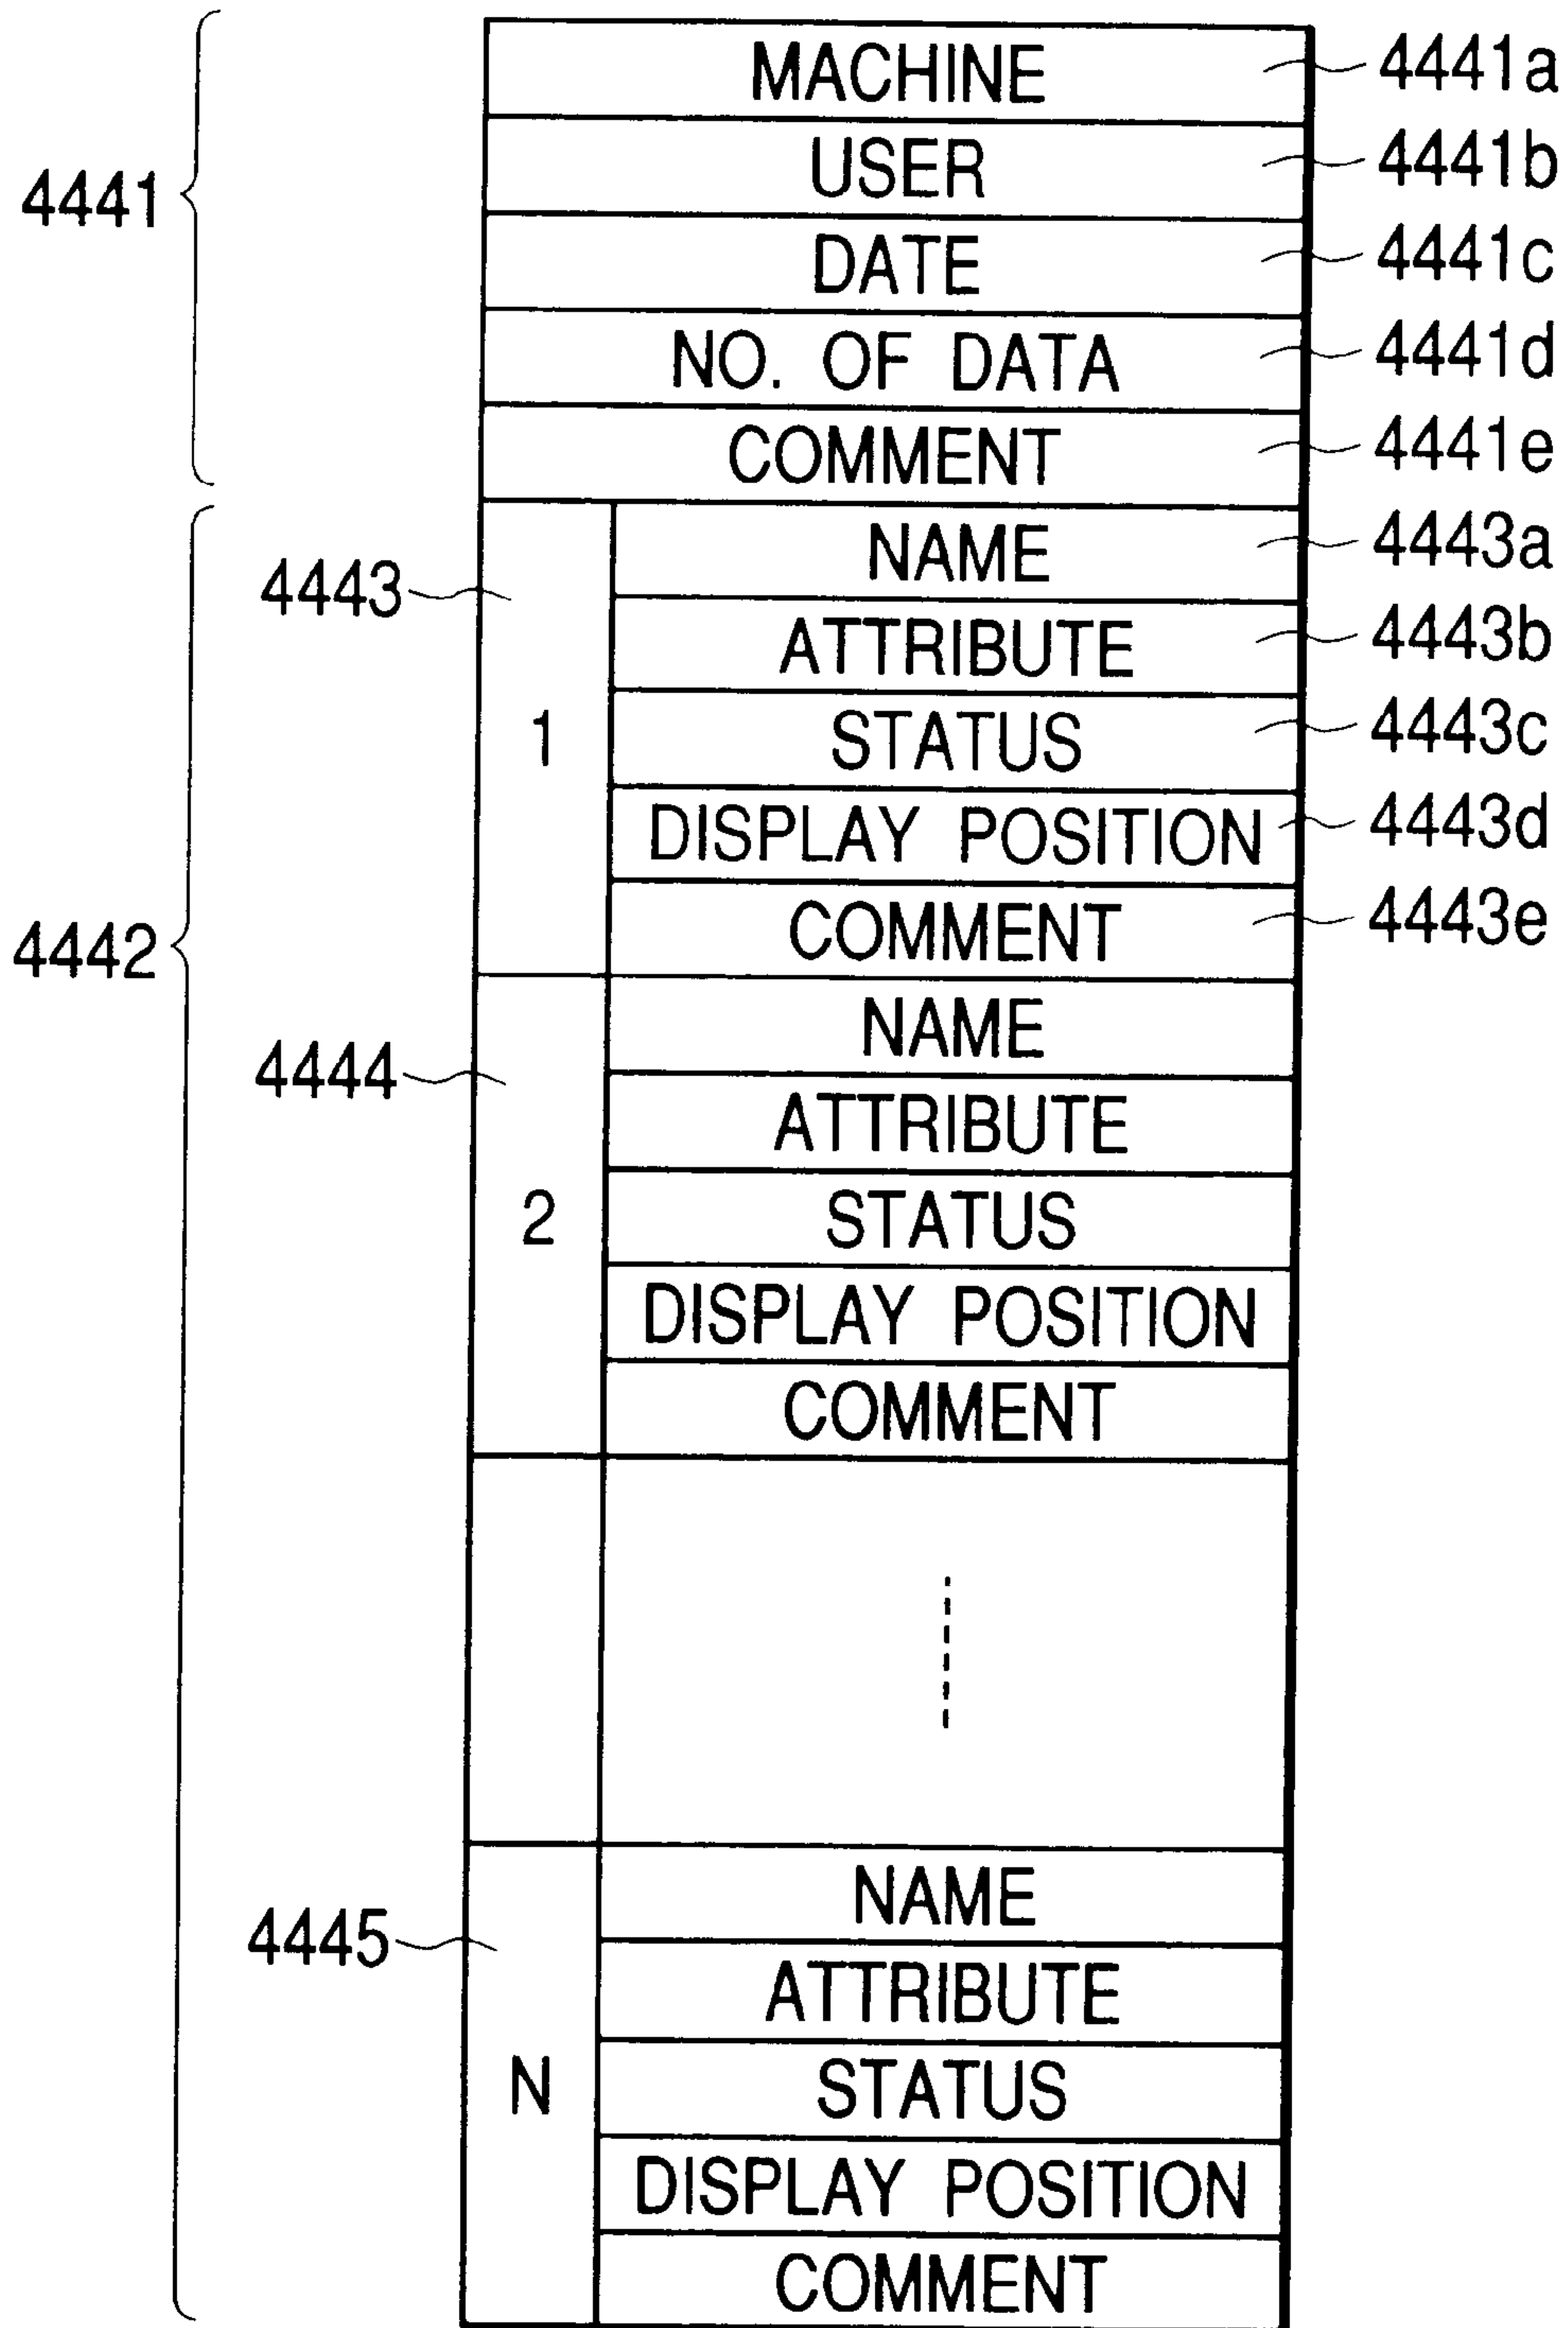 MACHINE 4441a
USER 4441b
4441
DATE 4441c
NO. OF DATA 4441d
COMMENT 4441e
NAME 4443a
4443
ATTRIBUTE 4443b
1 STATUS 4443c
DISPLAY POSITION 4443d
COMMENT 4443e
4442
NAME
4444
ATTRIBUTE
2 STATUS
DISPLAY POSITION
COMMENT
NAME
4445
ATTRIBUTE
N STATUS
DISPLAY POSITION
COMMENT